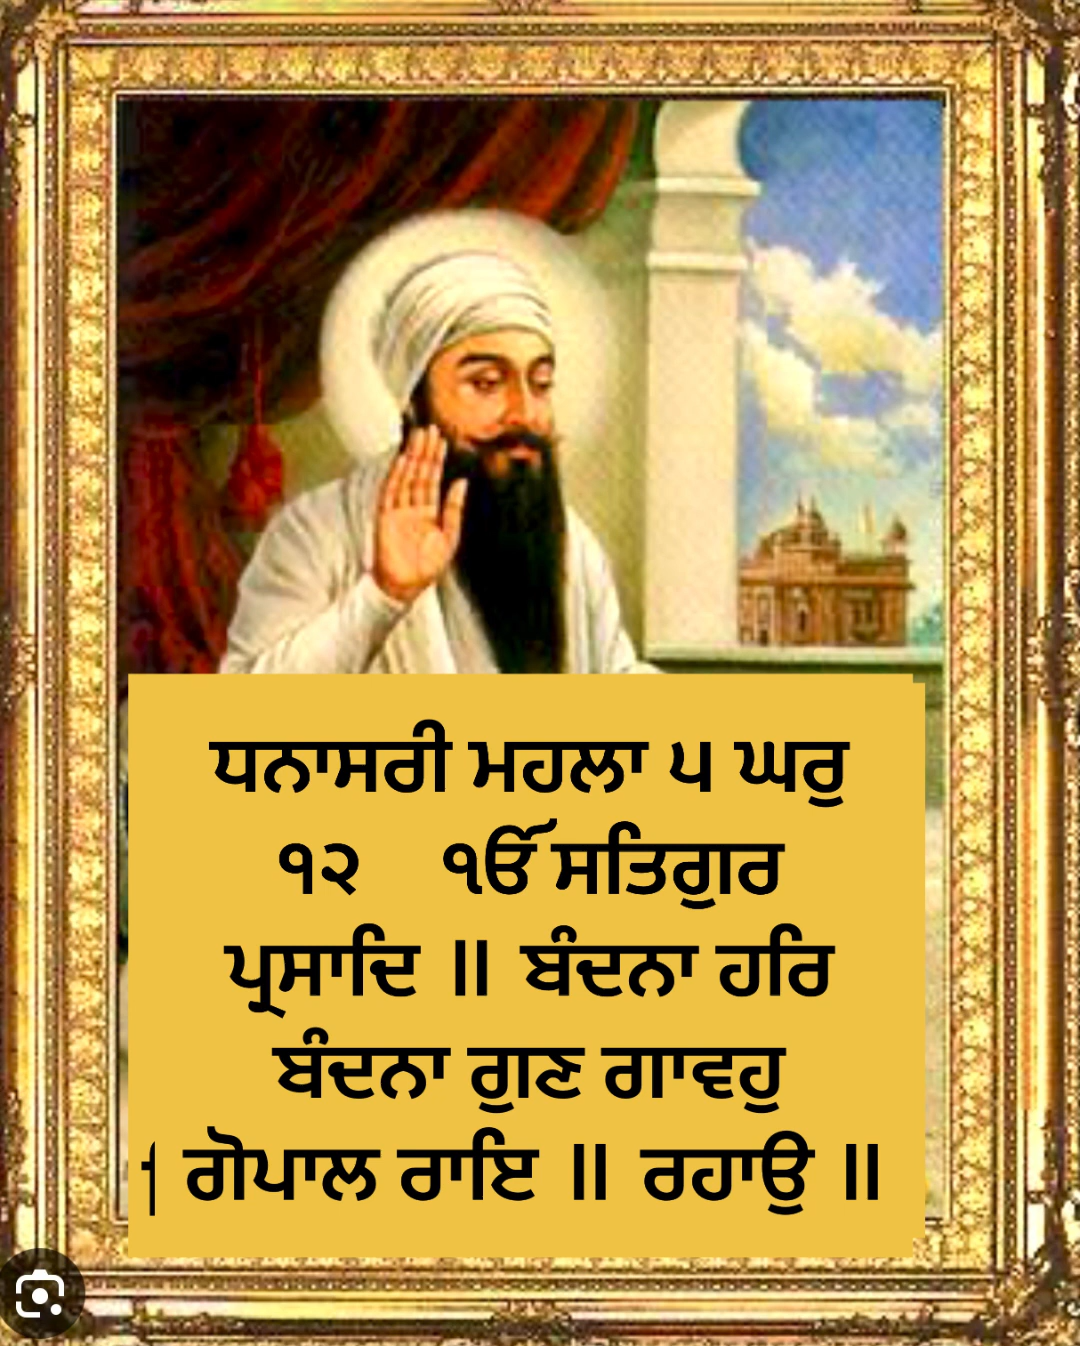 ਧਨਾਸਰੀ ਮਹਲਾ ੫ ਘਰੁ
੧੨ ੴ ਸਤਿਗੁਰ
ਪ੍ਰਸਾਦਿ ॥ ਬੰਦਨਾ ਹਰਿ
ਬੰਦਨਾ ਗੁਣ ਗਾਵਹੁ
ਗੋਪਾਲ ਰਾਇ ॥ ਰਹਾਉ ॥